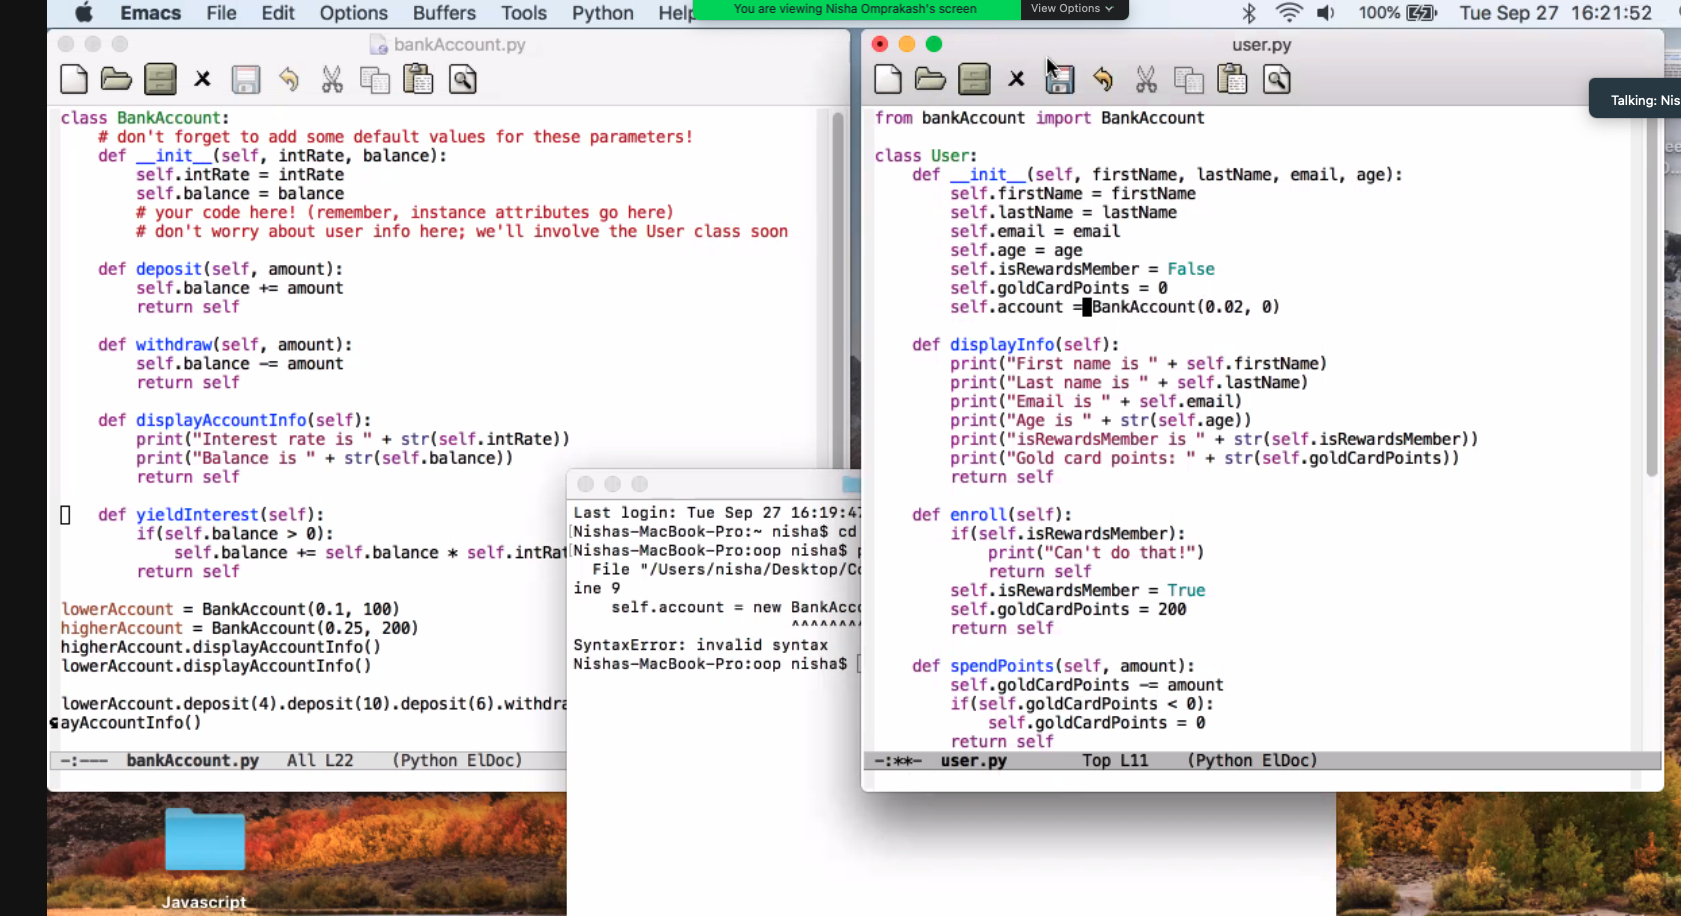 Emacs File Edit Options Buffers Tools Python Help
You are viewing Nisha Omprakash's screen
View Options
100% Tue Sep 27 16:21:52
bankAccount.py
class BankAccount:
    # don't forget to add some default values for these parameters!
    def __init__(self, intRate, balance):
        self.intRate = intRate
        self.balance = balance
        # your code here! (remember, instance attributes go here)
        # don't worry about user info here; we'll involve the User class soon
    def deposit(self, amount):
        self.balance += amount
        return self
    def withdraw(self, amount):
        self.balance -= amount
        return self
    def displayAccountInfo(self):
        print("Interest rate is " + str(self.intRate))
        print("Balance is " + str(self.balance))
        return self
    def yieldInterest(self):
        if(self.balance > 0):
            self.balance += self.balance * self.intRat
        return self
lowerAccount = BankAccount(0.1, 100)
higherAccount = BankAccount(0.25, 200)
higherAccount.displayAccountInfo()
lowerAccount.displayAccountInfo()
lowerAccount.deposit(4).deposit(10).deposit(6).withdra
ayAccountInfo()
-:--- bankAccount.py All L22 (Python ElDoc)
Last login: Tue Sep 27 16:19:47
Nishas-MacBook-Pro:~ nisha$ cd
Nishas-MacBook-Pro:oop nisha$ p
  File "/Users/nisha/Desktop/Co
ine 9
    self.account = new BankAcco
                       ^^^^^^^^
SyntaxError: invalid syntax
Nishas-MacBook-Pro:oop nisha$
user.py
Talking: Nis
from bankAccount import BankAccount
class User:
    def __init__(self, firstName, lastName, email, age):
        self.firstName = firstName
        self.lastName = lastName
        self.email = email
        self.age = age
        self.isRewardsMember = False
        self.goldCardPoints = 0
        self.account = BankAccount(0.02, 0)
    def displayInfo(self):
        print("First name is " + self.firstName)
        print("Last name is " + self.lastName)
        print("Email is " + self.email)
        print("Age is " + str(self.age))
        print("isRewardsMember is " + str(self.isRewardsMember))
        print("Gold card points: " + str(self.goldCardPoints))
        return self
    def enroll(self):
        if(self.isRewardsMember):
            print("Can't do that!")
            return self
        self.isRewardsMember = True
        self.goldCardPoints = 200
        return self
    def spendPoints(self, amount):
        self.goldCardPoints -= amount
        if(self.goldCardPoints < 0):
            self.goldCardPoints = 0
        return self
-:**- user.py Top L11 (Python ElDoc)
Javascript